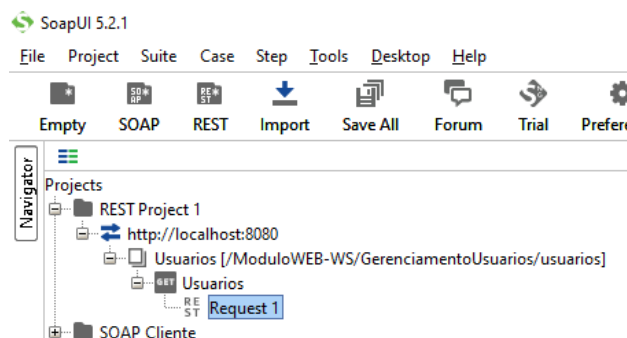 SoapUI 5.2.1
File Project Suite Case Step Tools Desktop Help
Empty SOAP REST Import Save All Forum Trial Prefere
Navigator
Projects
REST Project 1
http://localhost:8080
Usuarios [/ModuloWEB-WS/GerenciamentoUsuarios/usuarios]
GET Usuarios
REST Request 1
SOAP Cliente